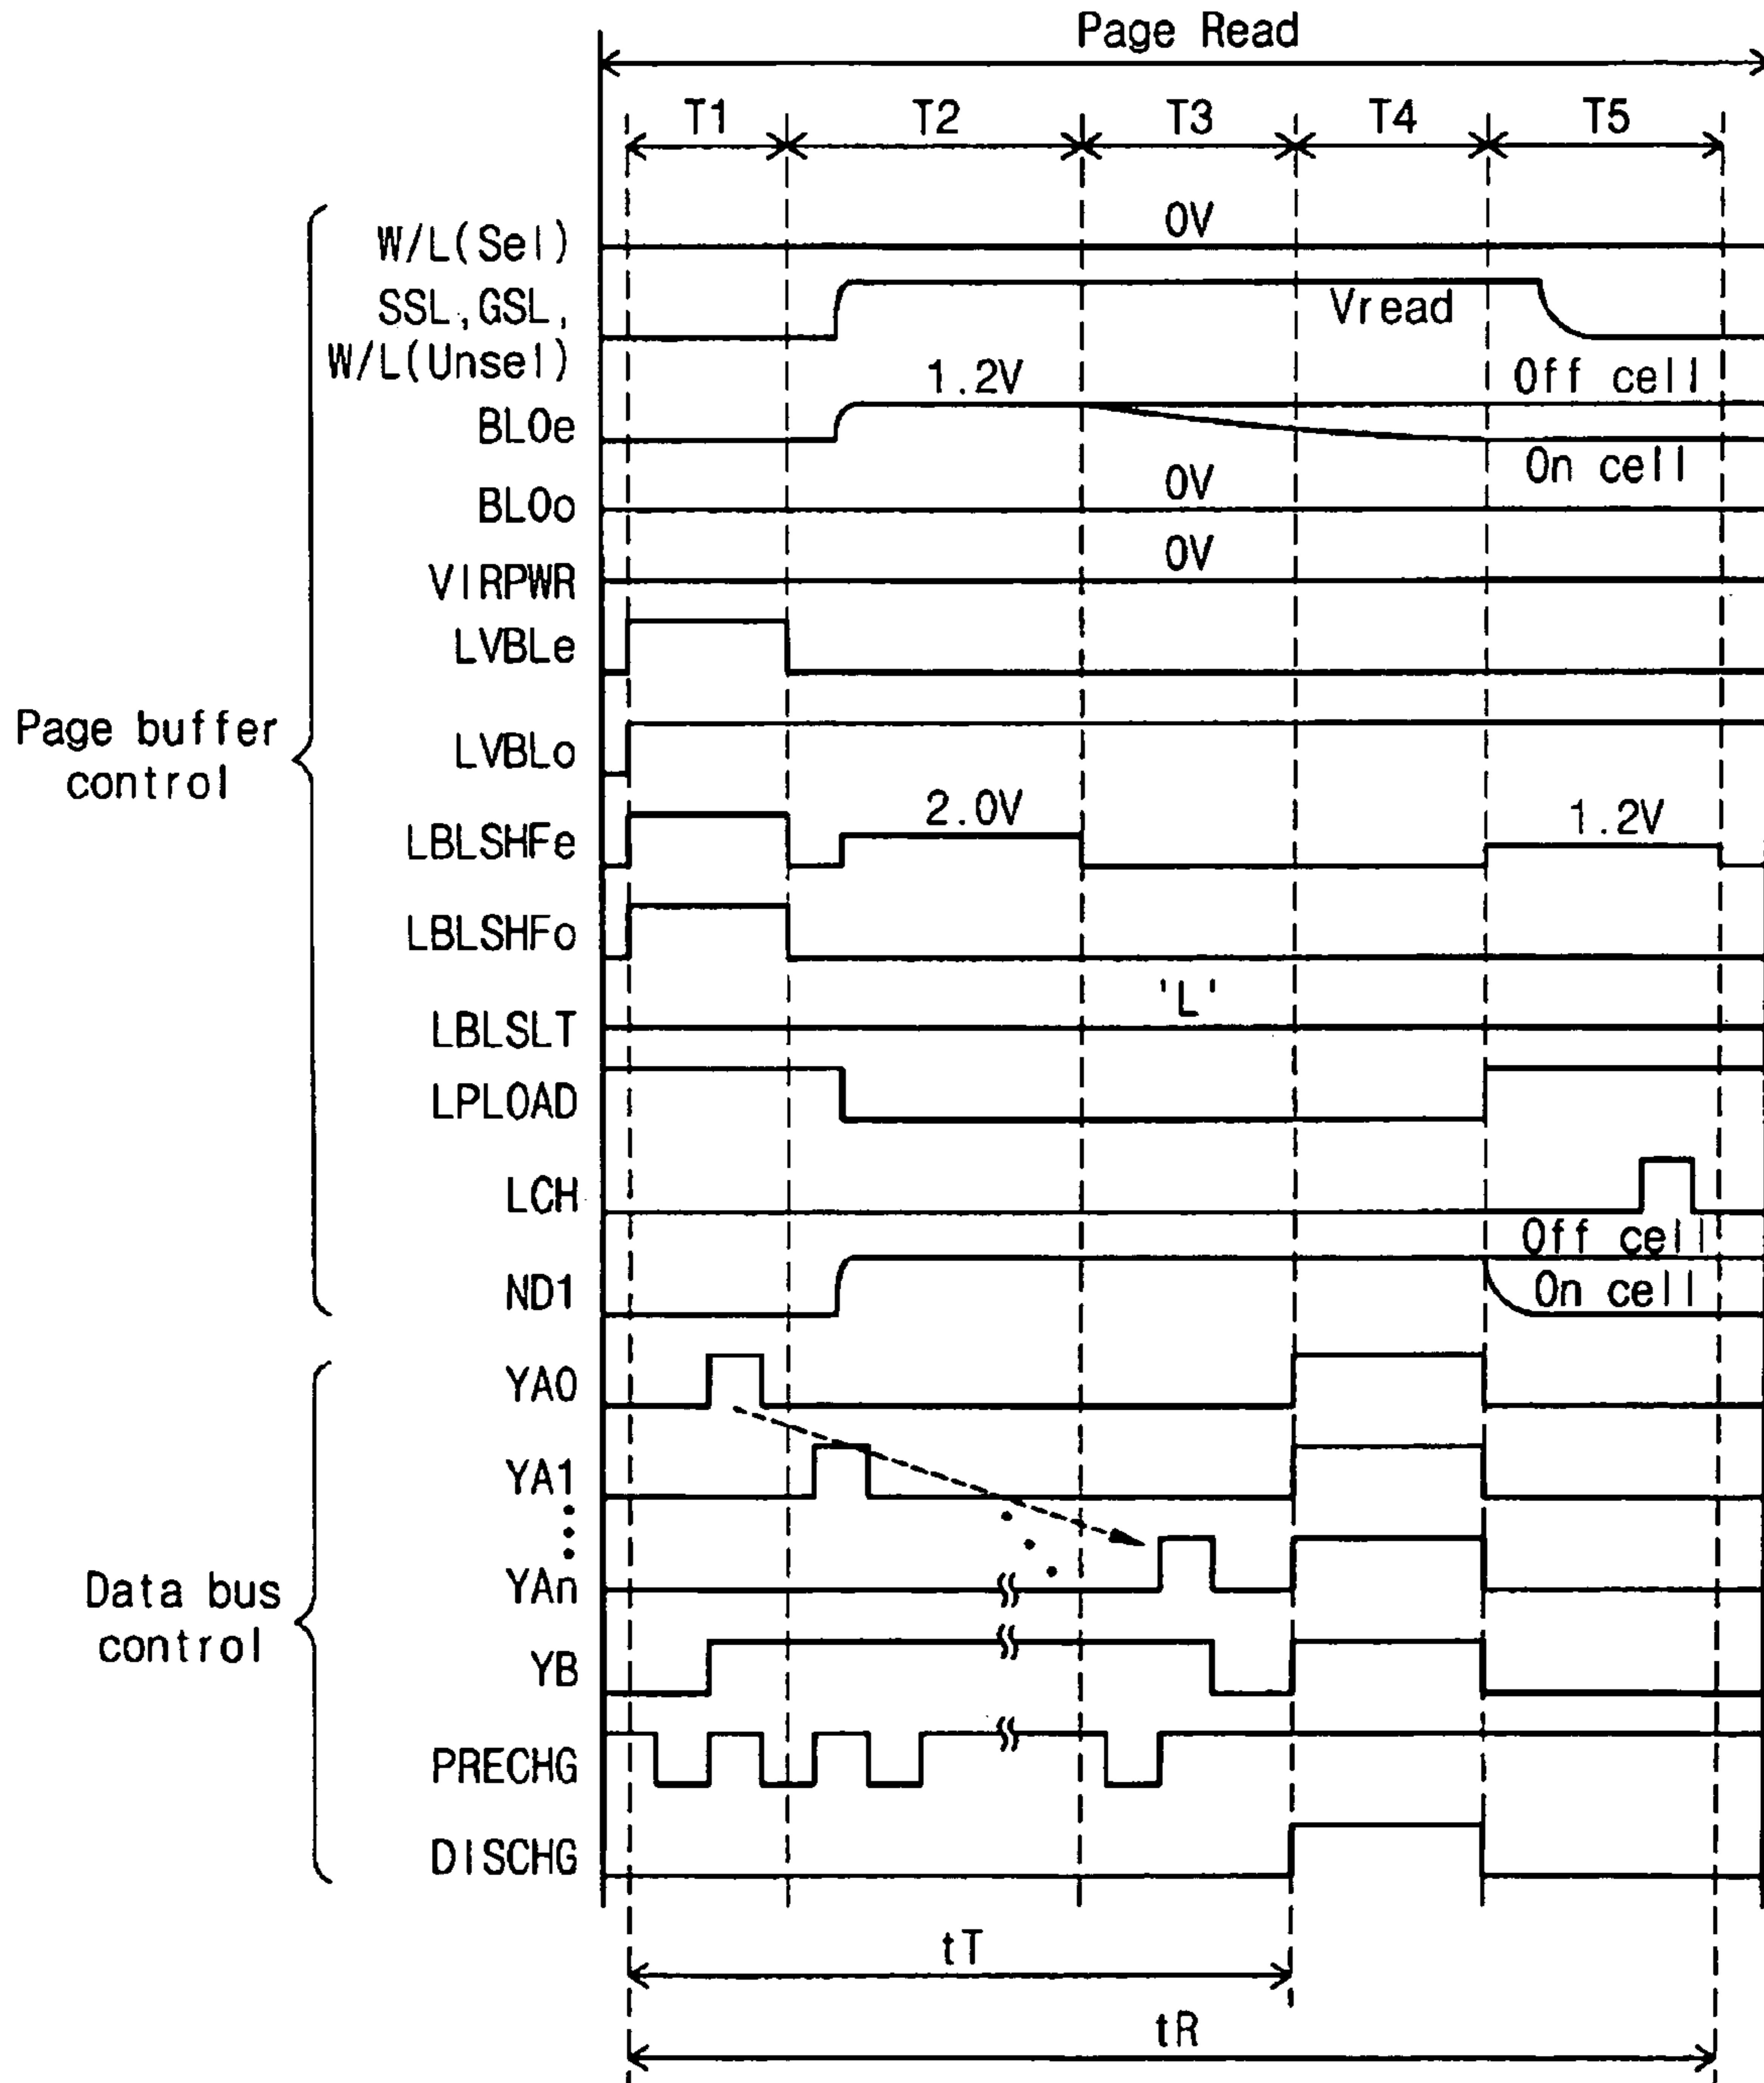 Page Read
T1 T2 T3 T4 T5
W/L(Sel) 0V
SSL,GSL,
W/L(Unsel) Vread
BL0e 1.2V Off cell
On cell
BL0o 0V
VIRPWR 0V
LVBLe
LVBLo
Page buffer
control
LBLSHFe 2.0V 1.2V
LBLSHFo
LBLSLT 'L'
LPLOAD
LCH
Off cell
ND1 On cell
YA0
YA1
YAn
Data bus
control
YB
PRECHG
DISCHG
tT
tR